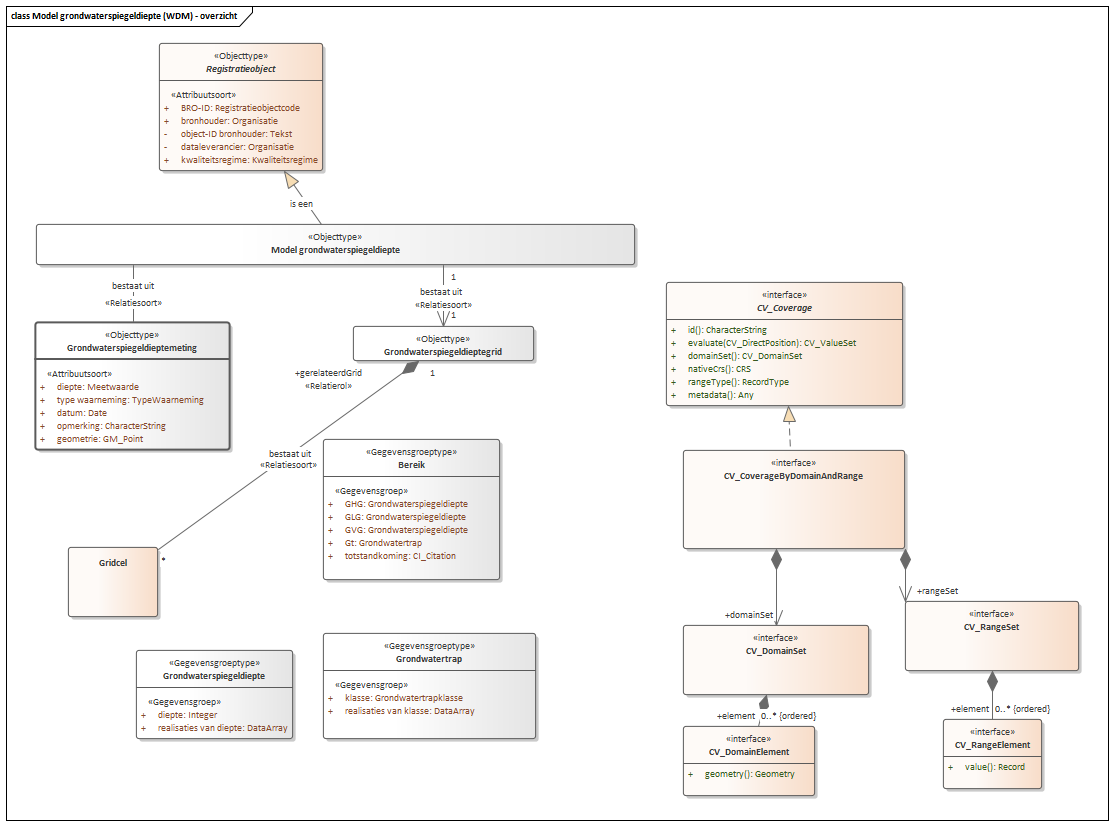 class Model grondwaterspiegeldiepte (WDM) - overzicht
«Objecttype»
Registratieobject
«Attribuutsoort»
+ BRO-ID: Registratieobjectcode
+ bronhouder: Organisatie
- object-ID bronhouder: Tekst
- dataleverancier: Organisatie
+ kwaliteitsregime: Kwaliteitsregime
is een
«Objecttype»
Model grondwaterspiegeldiepte
bestaat uit
«Relatiesoort»
1
bestaat uit
«Relatiesoort»
1
«Objecttype»
Grondwaterspiegeldieptemeting
«Attribuutsoort»
+ diepte: Meetwaarde
+ type waarneming: TypeWaarneming
+ datum: Date
+ opmerking: CharacterString
+ geometrie: GM_Point
«Objecttype»
Grondwaterspiegeldieptegrid
+gerelateerdGrid
«Relatierol»
1
bestaat uit
«Relatiesoort»
*
Gridcel
«Gegevensgroeptype»
Bereik
«Gegevensgroep»
+ GHG: Grondwaterspiegeldiepte
+ GLG: Grondwaterspiegeldiepte
+ GVG: Grondwaterspiegeldiepte
+ Gt: Grondwatertrap
+ totstandkoming: CI_Citation
«Gegevensgroeptype»
Grondwaterspiegeldiepte
«Gegevensgroep»
+ diepte: Integer
+ realisaties van diepte: DataArray
«Gegevensgroeptype»
Grondwatertrap
«Gegevensgroep»
+ klasse: Grondwatertrapklasse
+ realisaties van klasse: DataArray
«interface»
CV_Coverage
+ id(): CharacterString
+ evaluate(CV_DirectPosition): CV_ValueSet
+ domainSet(): CV_DomainSet
+ nativeCrs(): CRS
+ rangeType(): RecordType
+ metadata(): Any
«interface»
CV_CoverageByDomainAndRange
+domainSet
+rangeSet
«interface»
CV_DomainSet
«interface»
CV_RangeSet
+element 0..* {ordered}
+element 0..* {ordered}
«interface»
CV_DomainElement
+ geometry(): Geometry
«interface»
CV_RangeElement
+ value(): Record